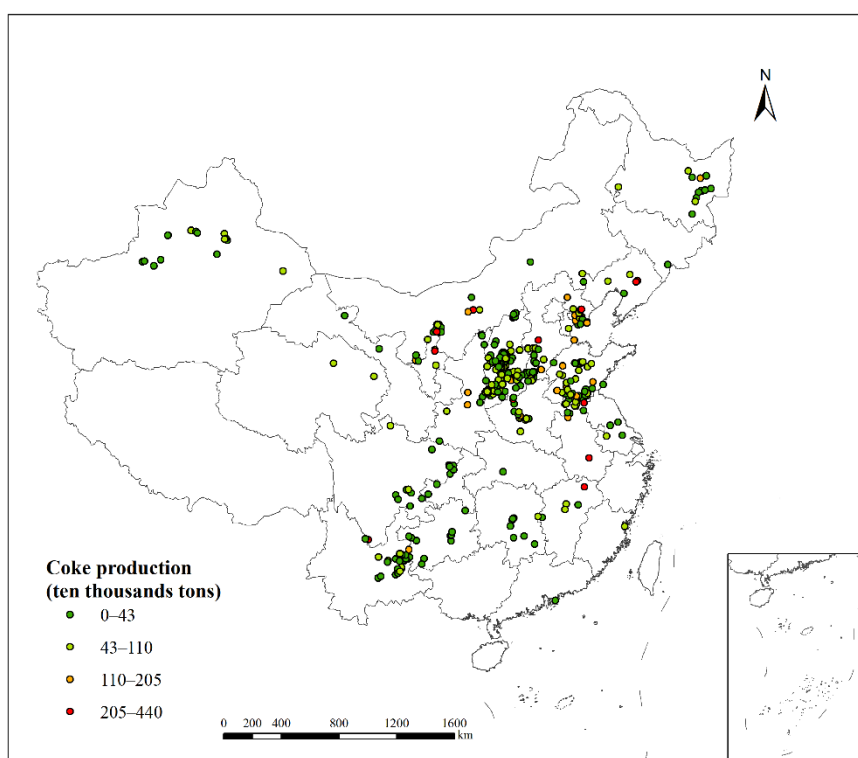 N
Coke production
(ten thousands tons)
0–43
43–110
110–205
205–440
0 200 400 800 1200 1600
km